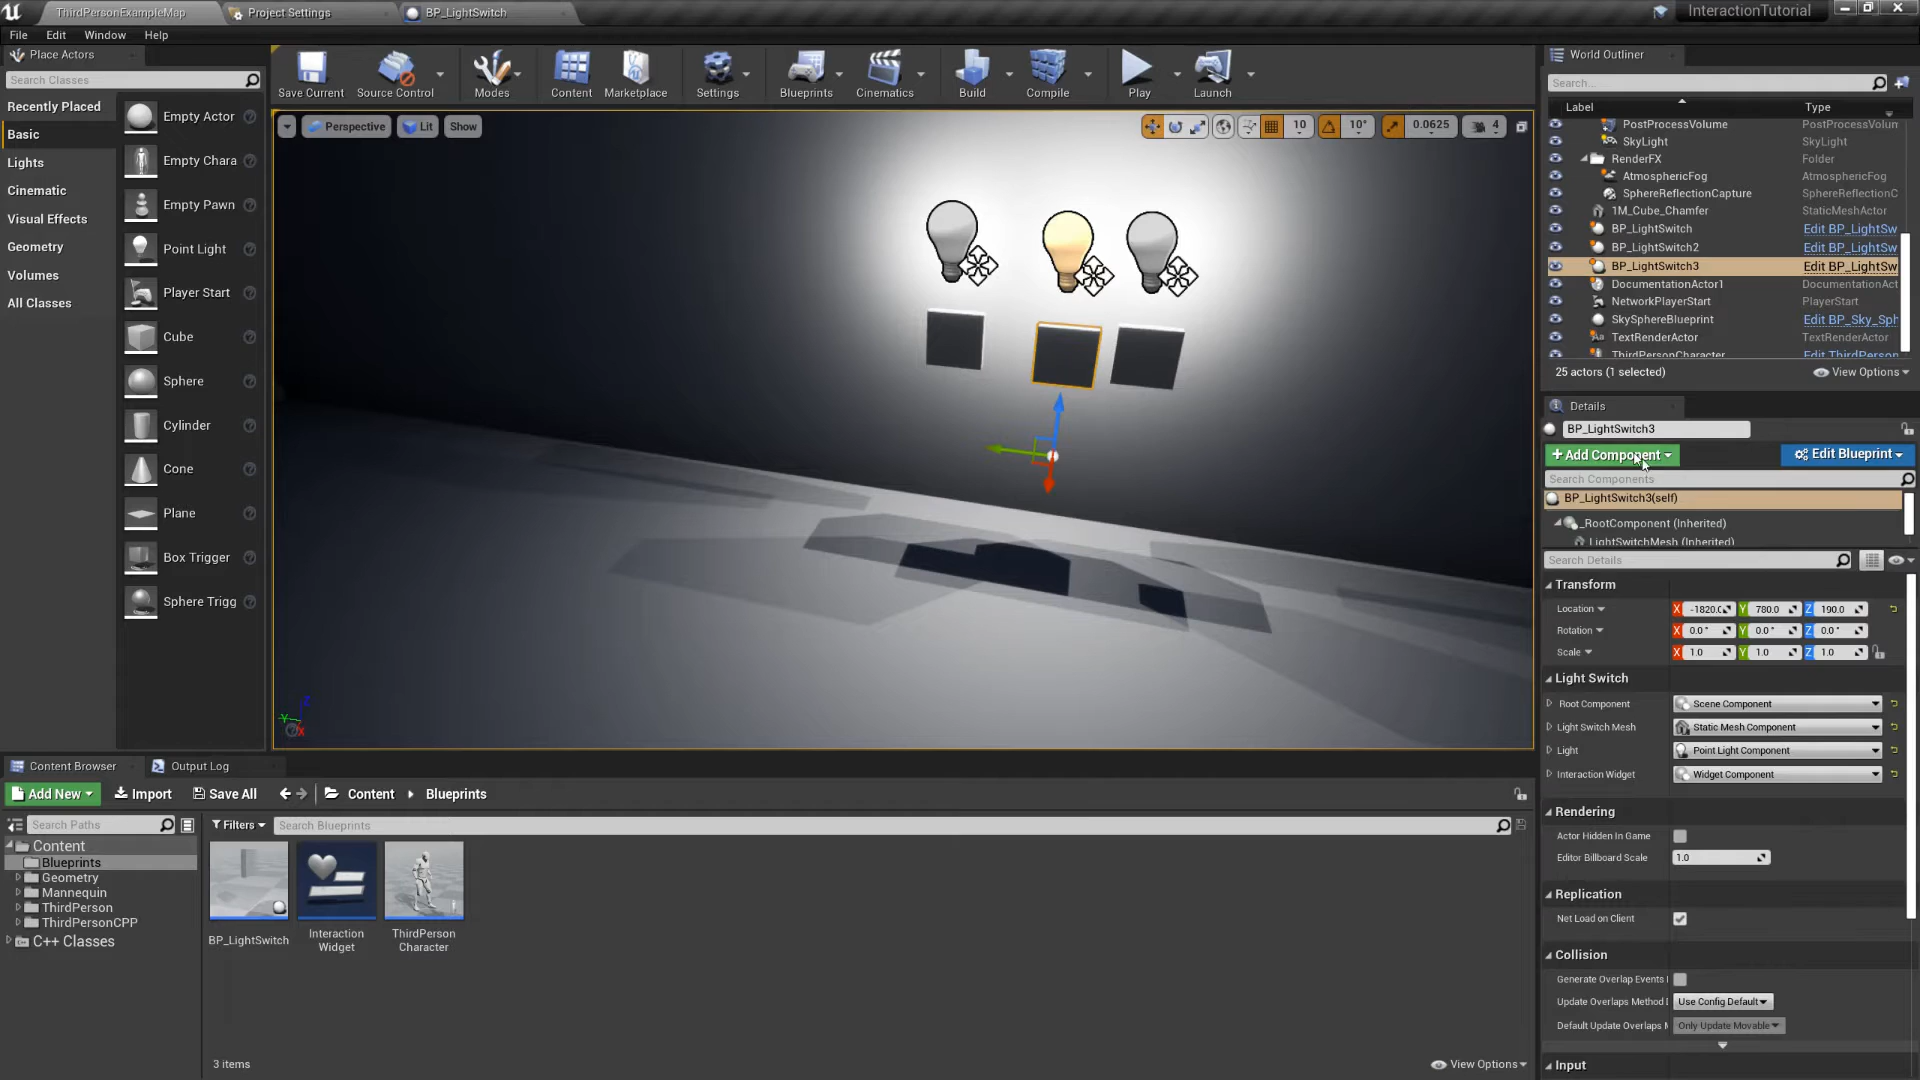 ThirdPersonExampleMap
Project Settings
BP_LightSwitch
InteractionTutorial
File
Edit
Window
Help
Place Actors
Search Classes
Recently Placed
Basic
Lights
Cinematic
Visual Effects
Geometry
Volumes
All Classes
Empty Actor
Empty Chara
Empty Pawn
Point Light
Player Start
Cube
Sphere
Cylinder
Cone
Plane
Box Trigger
Sphere Trigg
Save Current
Source Control
Modes
Content
Marketplace
Settings
Blueprints
Cinematics
Build
Compile
Play
Launch
Perspective
Lit
Show
10
10°
0.0625
4
World Outliner
Search...
Label
Type
PostProcessVolume
PostProcessVolun
SkyLight
SkyLight
RenderFX
Folder
AtmosphericFog
AtmosphericFog
SphereReflectionCapture
SphereReflectionC
1M_Cube_Chamfer
StaticMeshActor
BP_LightSwitch
Edit BP_LightSw
BP_LightSwitch2
Edit BP_LightSw
BP_LightSwitch3
Edit BP_LightSw
DocumentationActor1
DocumentationAct
NetworkPlayerStart
PlayerStart
SkySphereBlueprint
Edit BP_Sky_Sph
TextRenderActor
TextRenderActor
ThirdPersonCharacter
Edit ThirdPerson
25 actors (1 selected)
View Options
Details
BP_LightSwitch3
+ Add Component
Edit Blueprint
Search Components
BP_LightSwitch3(self)
_RootComponent (Inherited)
LightSwitchMesh (Inherited)
Search Details
Transform
Location
X -1820.0
Y 780.0
Z 190.0
Rotation
X 0.0°
Y 0.0°
Z 0.0°
Scale
X 1.0
Y 1.0
Z 1.0
Light Switch
Root Component
Scene Component
Light Switch Mesh
Static Mesh Component
Light
Point Light Component
Interaction Widget
Widget Component
Rendering
Actor Hidden In Game
Editor Billboard Scale
1.0
Replication
Net Load on Client
Collision
Generate Overlap Events
Update Overlaps Method
Use Config Default
Default Update Overlaps
Only Update Movable
Input
Z
Y
X
Content Browser
Output Log
Add New
Import
Save All
Content
Blueprints
Search Paths
Filters
Search Blueprints
Content
Blueprints
Geometry
Mannequin
ThirdPerson
ThirdPersonCPP
C++ Classes
BP_LightSwitch
Interaction
Widget
ThirdPerson
Character
3 items
View Options